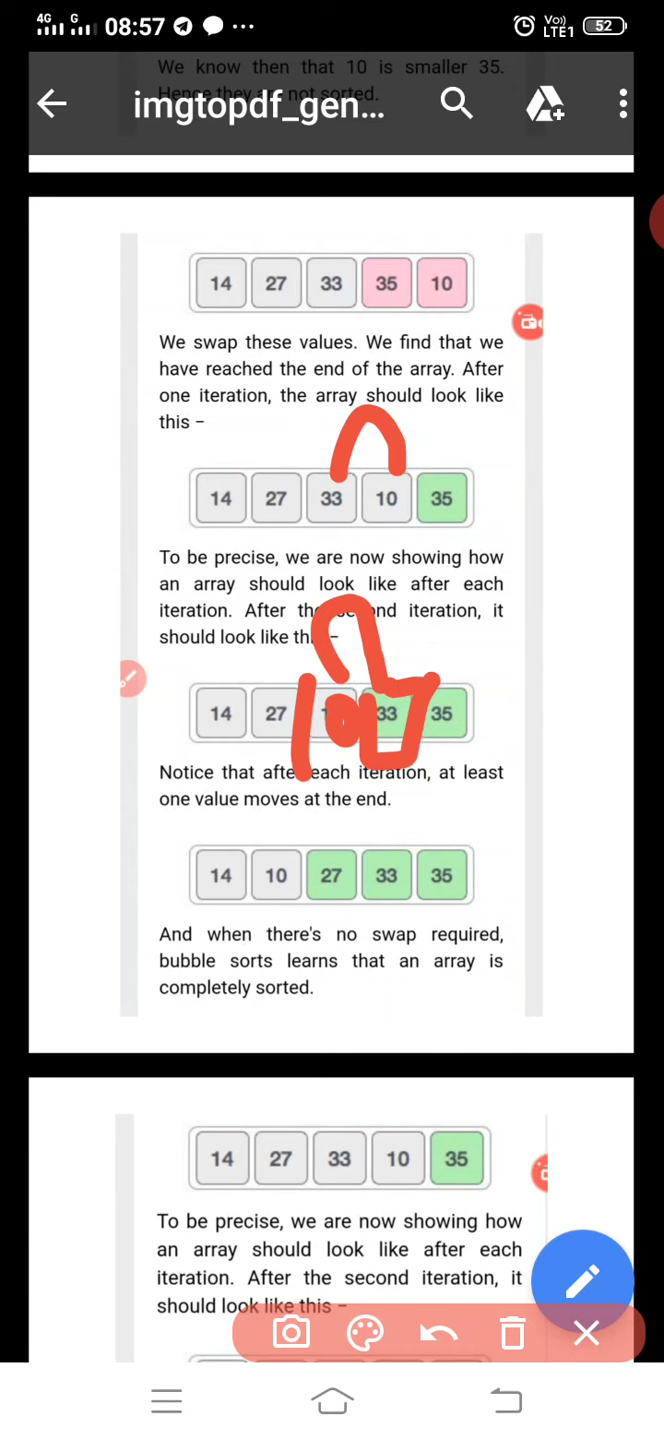 4G G 08:57 ... Vo)) LTE1 52
We know then that 10 is smaller 35.
Hence they are not sorted.
imgtopdf_gen...
14 27 33 35 10
We swap these values. We find that we
have reached the end of the array. After
one iteration, the array should look like
this −
14 27 33 10 35
To be precise, we are now showing how
an array should look like after each
iteration. After the second iteration, it
should look like −
14 27 33 35
Notice that after each iteration, at least
one value moves at the end.
14 10 27 33 35
And when there's no swap required,
bubble sorts learns that an array is
completely sorted.
14 27 33 10 35
To be precise, we are now showing how
an array should look like after each
iteration. After the second iteration, it
should look like this −